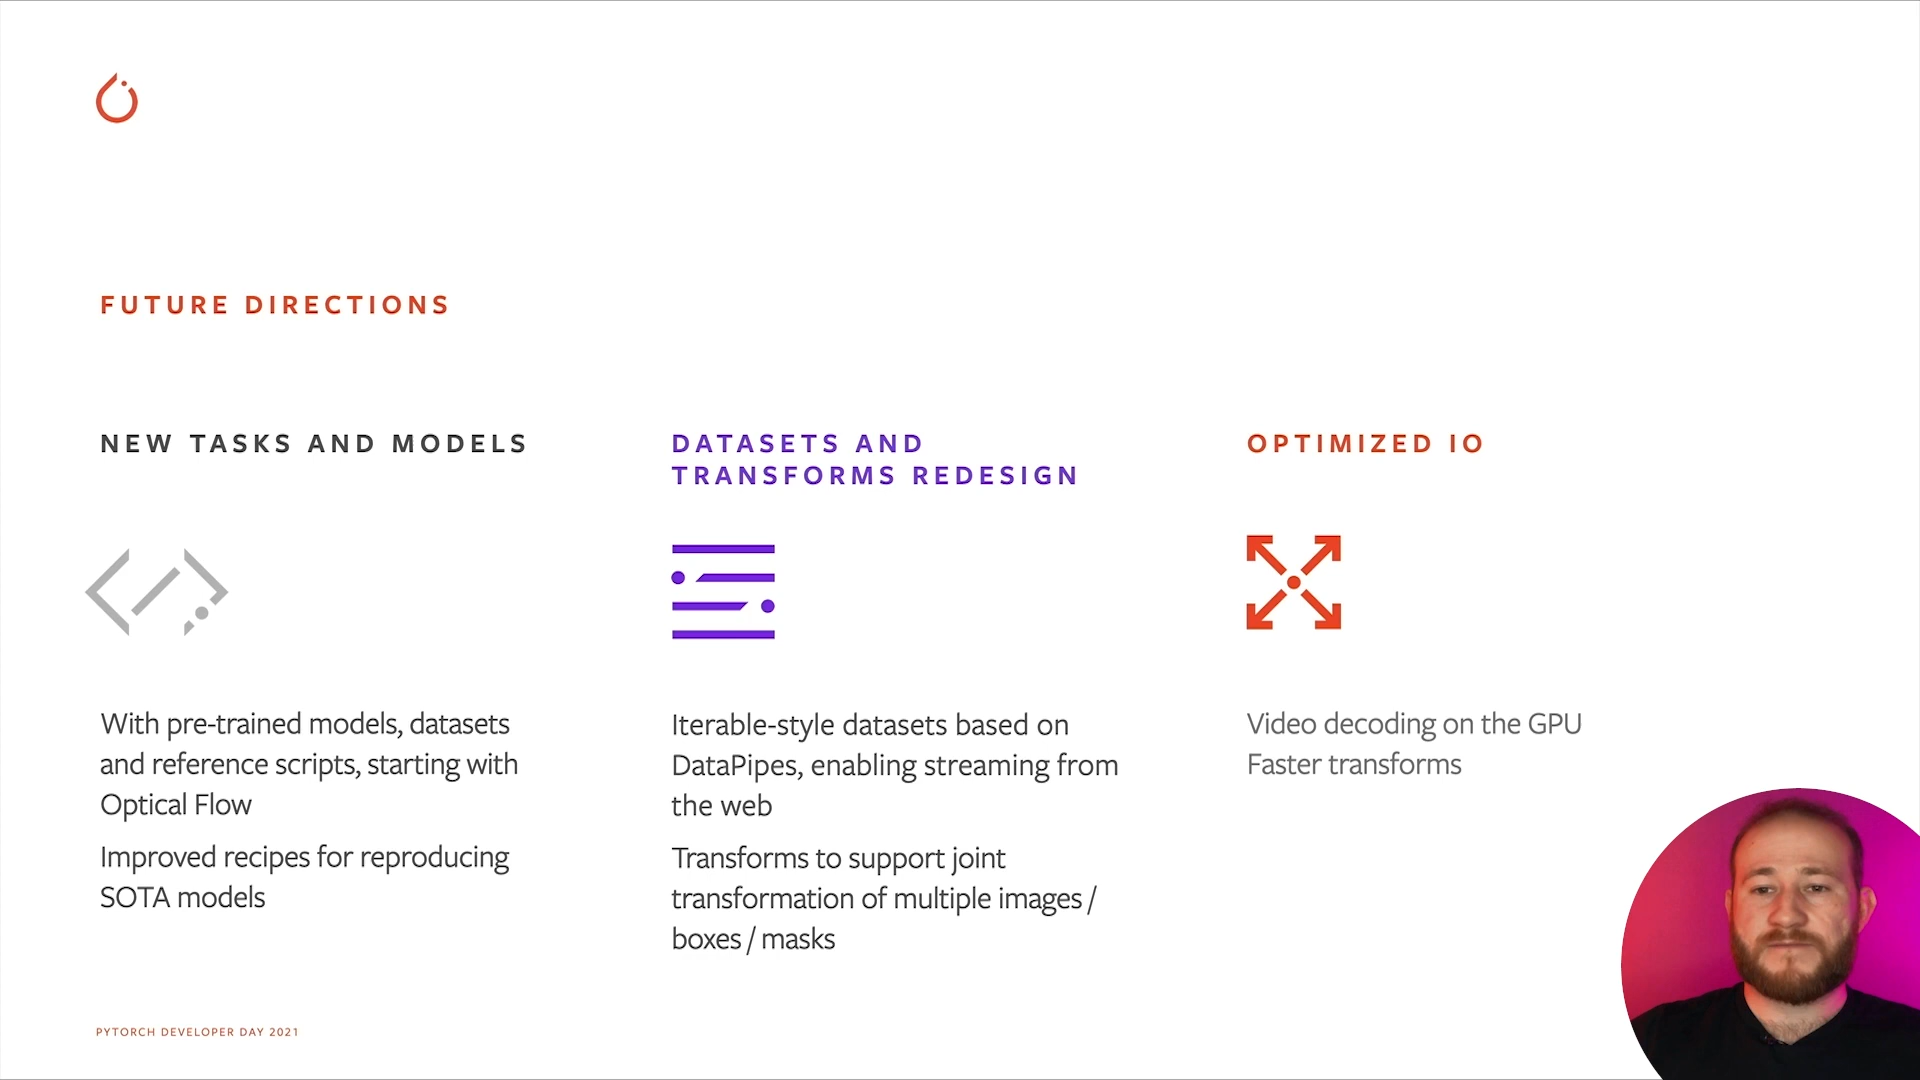 FUTURE DIRECTIONS
NEW TASKS AND MODELS
With pre-trained models, datasets
and reference scripts, starting with
Optical Flow
Improved recipes for reproducing
SOTA models
DATASETS AND
TRANSFORMS REDESIGN
Iterable-style datasets based on
DataPipes, enabling streaming from
the web
Transforms to support joint
transformation of multiple images /
boxes / masks
OPTIMIZED IO
Video decoding on the GPU
Faster transforms
PYTORCH DEVELOPER DAY 2021